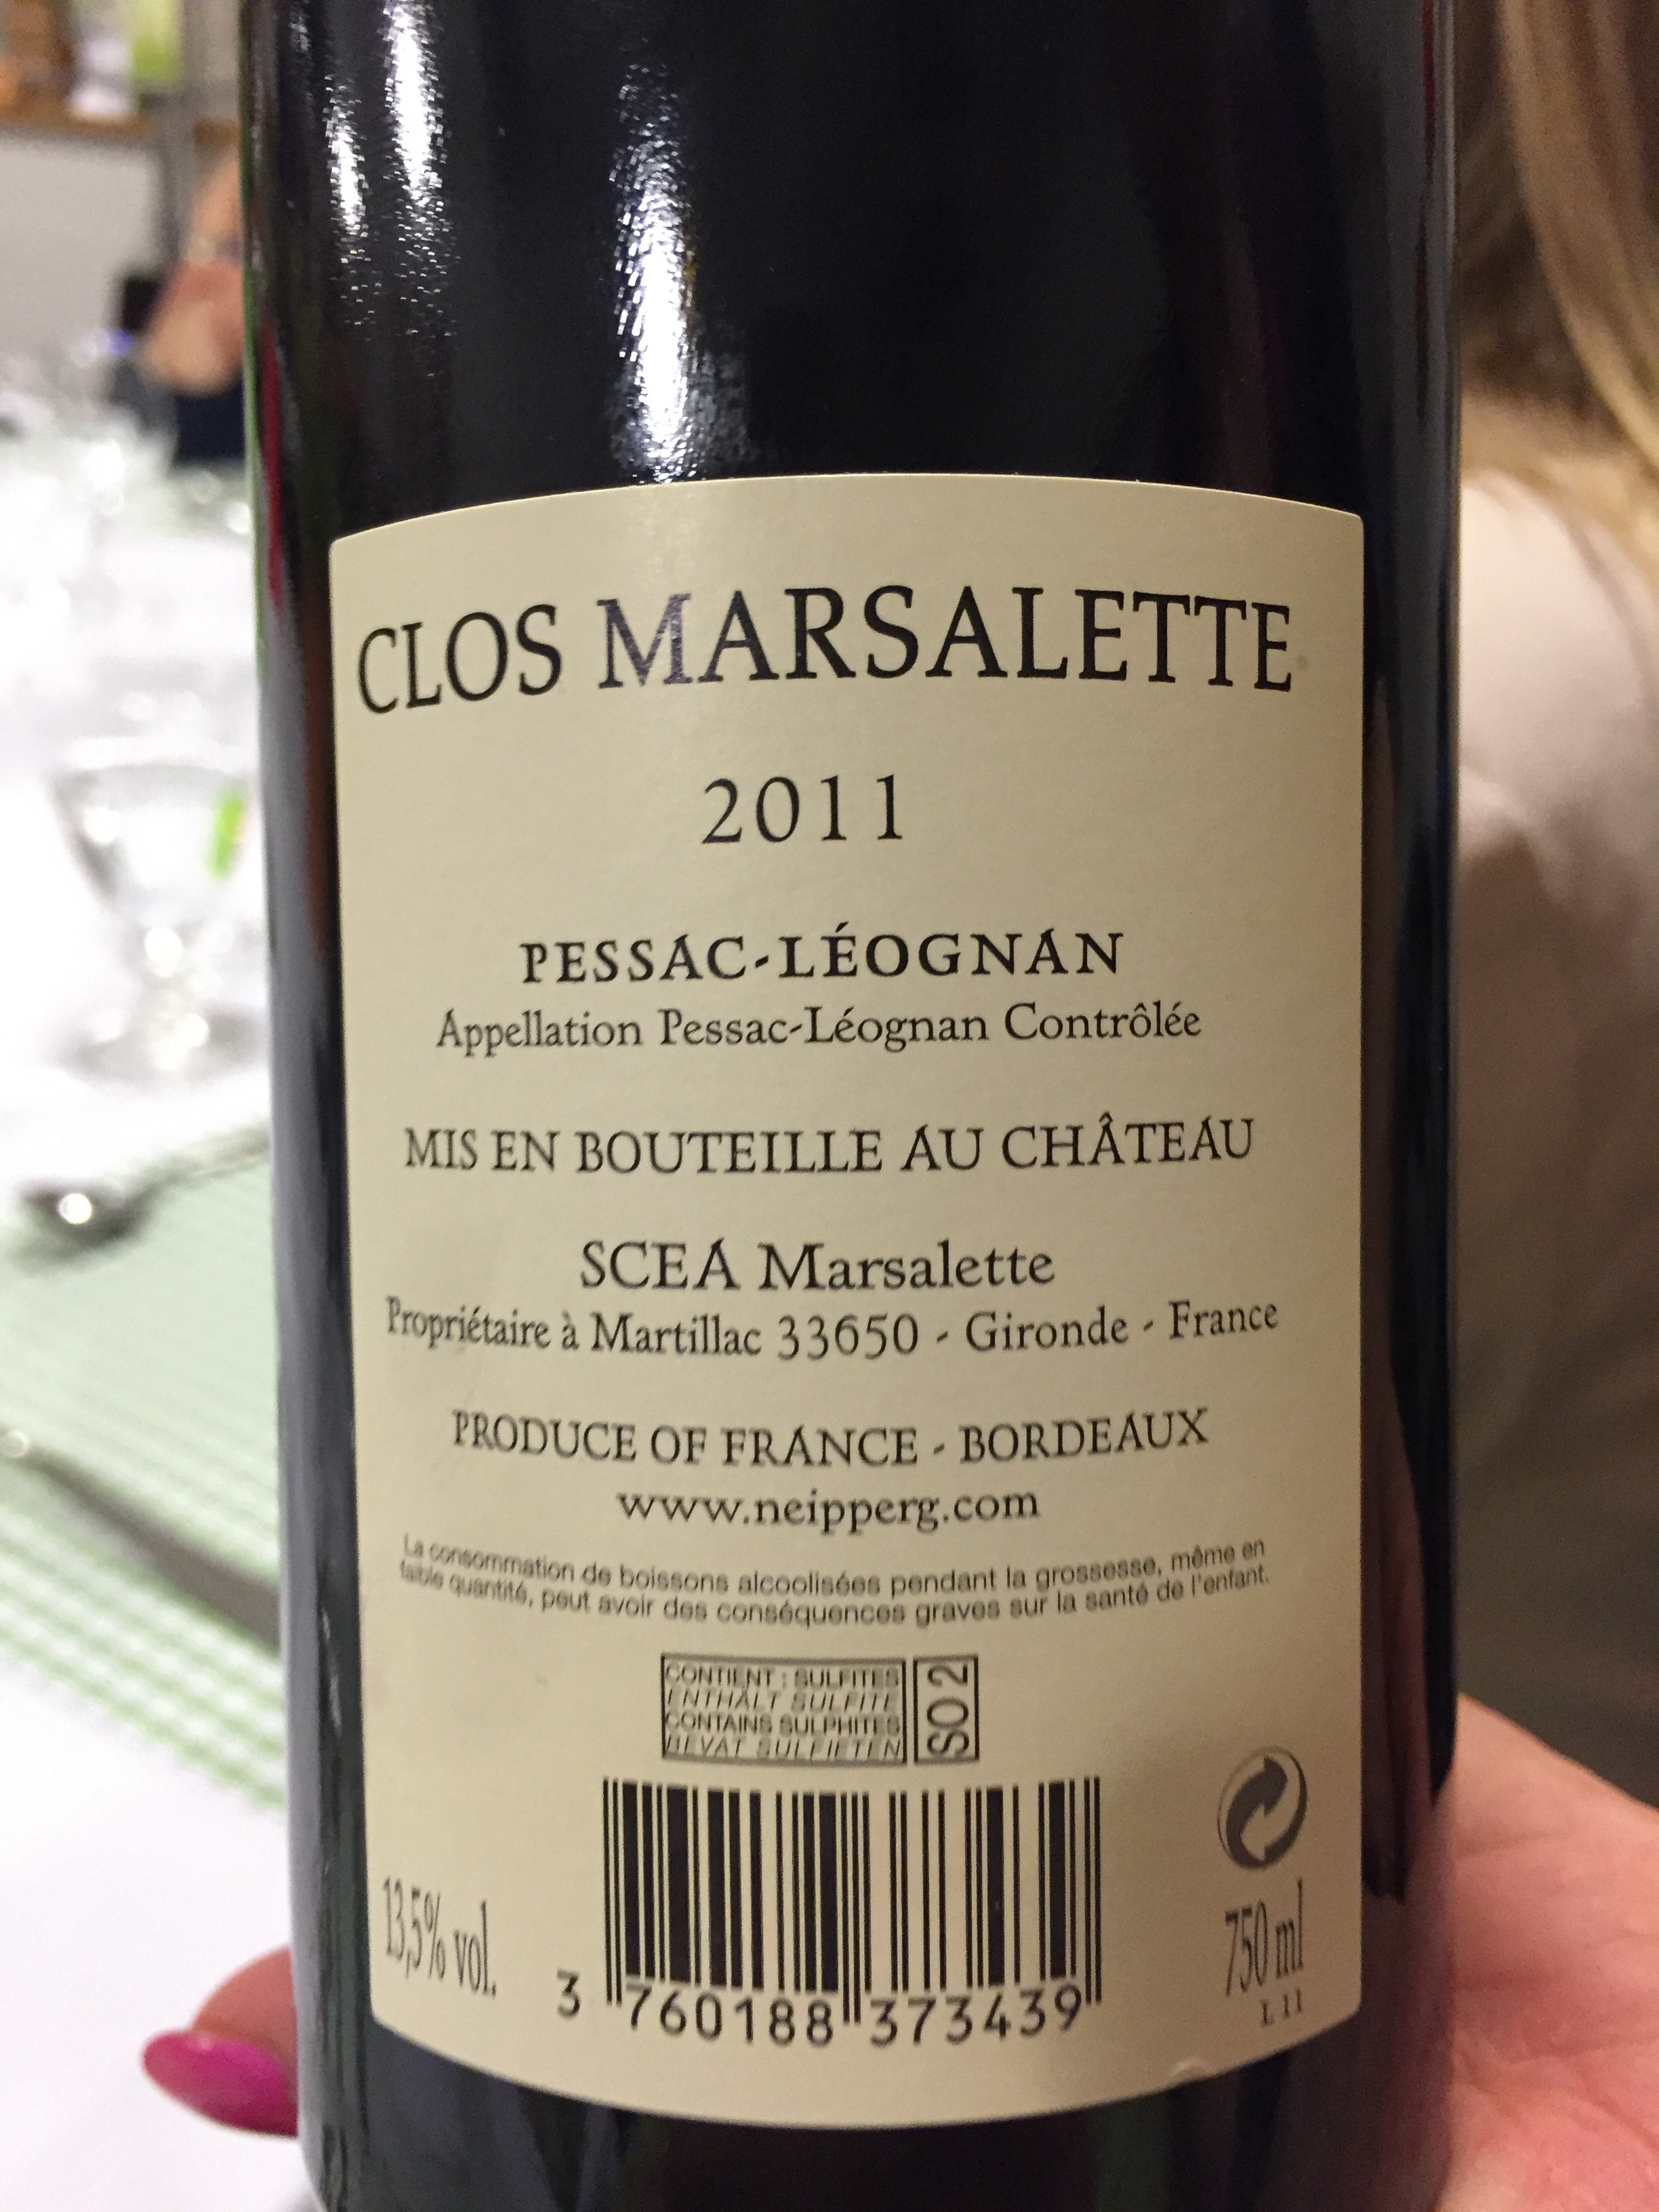 CLOS MARSALETTE
2011
PESSAC-LÉOGNAN
Appellation Pessac-Léognan Contrôlée
MIS EN BOUTEILLE AU CHÂTEAU
SCEA Marsalette
Propriétaire à Martillac 33650 - Gironde - France
PRODUCE OF FRANCE - BORDEAUX
www.neipperg.com
La consommation de boissons alcoolisées pendant la grossesse, même en
faible quantité, peut avoir des conséquences graves sur la santé de l'enfant.
CONTIENT : SULFITES
ENTHÄLT SULFITE
CONTAINS SULPHITES
BEVAT SULFIETEN
SO2
13,5% vol.
3 760188 373439
750 ml
L 11